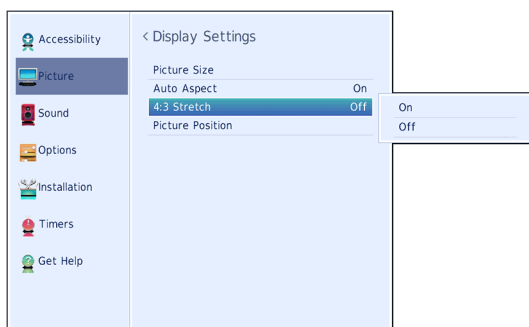 Accessibility
Picture
Sound
Options
Installation
Timers
Get Help
< Display Settings
Picture Size
Auto Aspect On
4:3 Stretch Off
Picture Position
On
Off